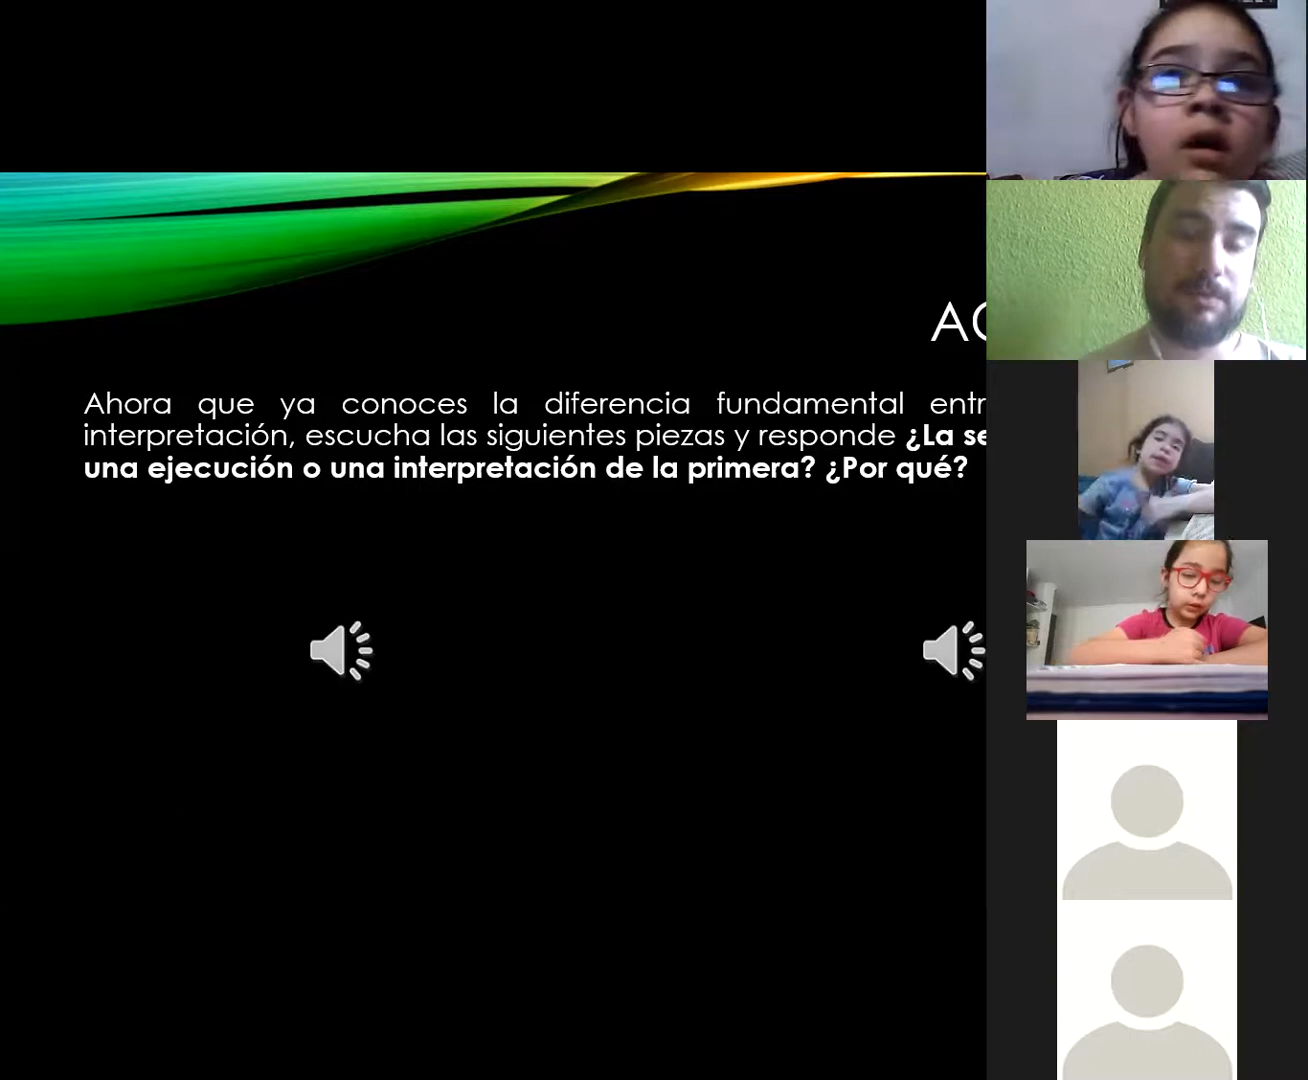 AC
Ahora que ya conoces la diferencia fundamental entr
interpretación, escucha las siguientes piezas y responde ¿La se
una ejecución o una interpretación de la primera? ¿Por qué?